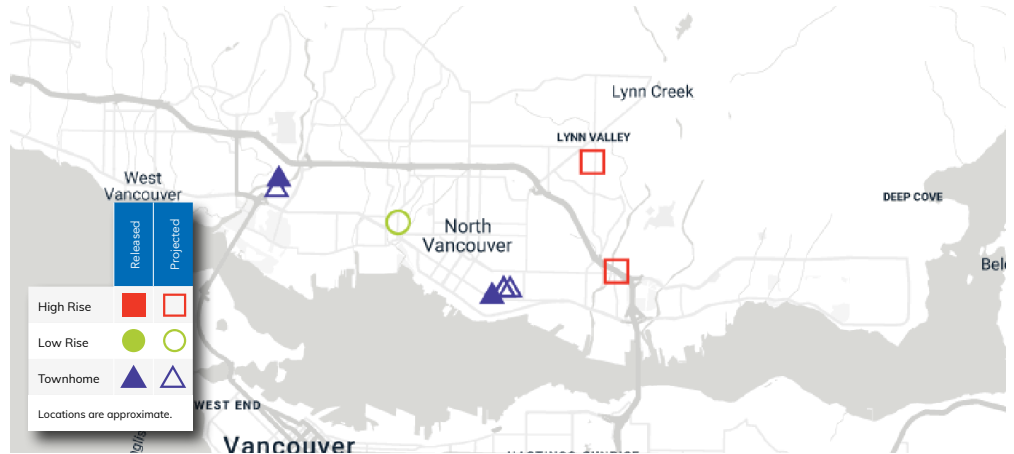 Lynn Creek
LYNN VALLEY
West
Vancouver
DEEP COVE
North
Vancouver
Released
Projected
High Rise
Low Rise
Townhome
Locations are approximate.
WEST END
Vancouver